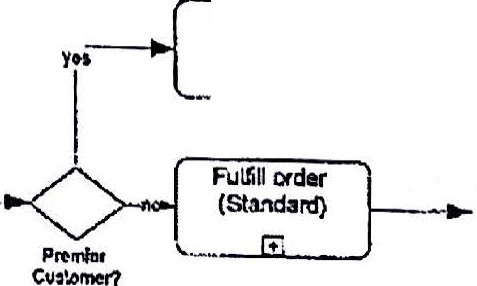 yes
no
Fulfill order
(Standard)
+
Premier
Customer?